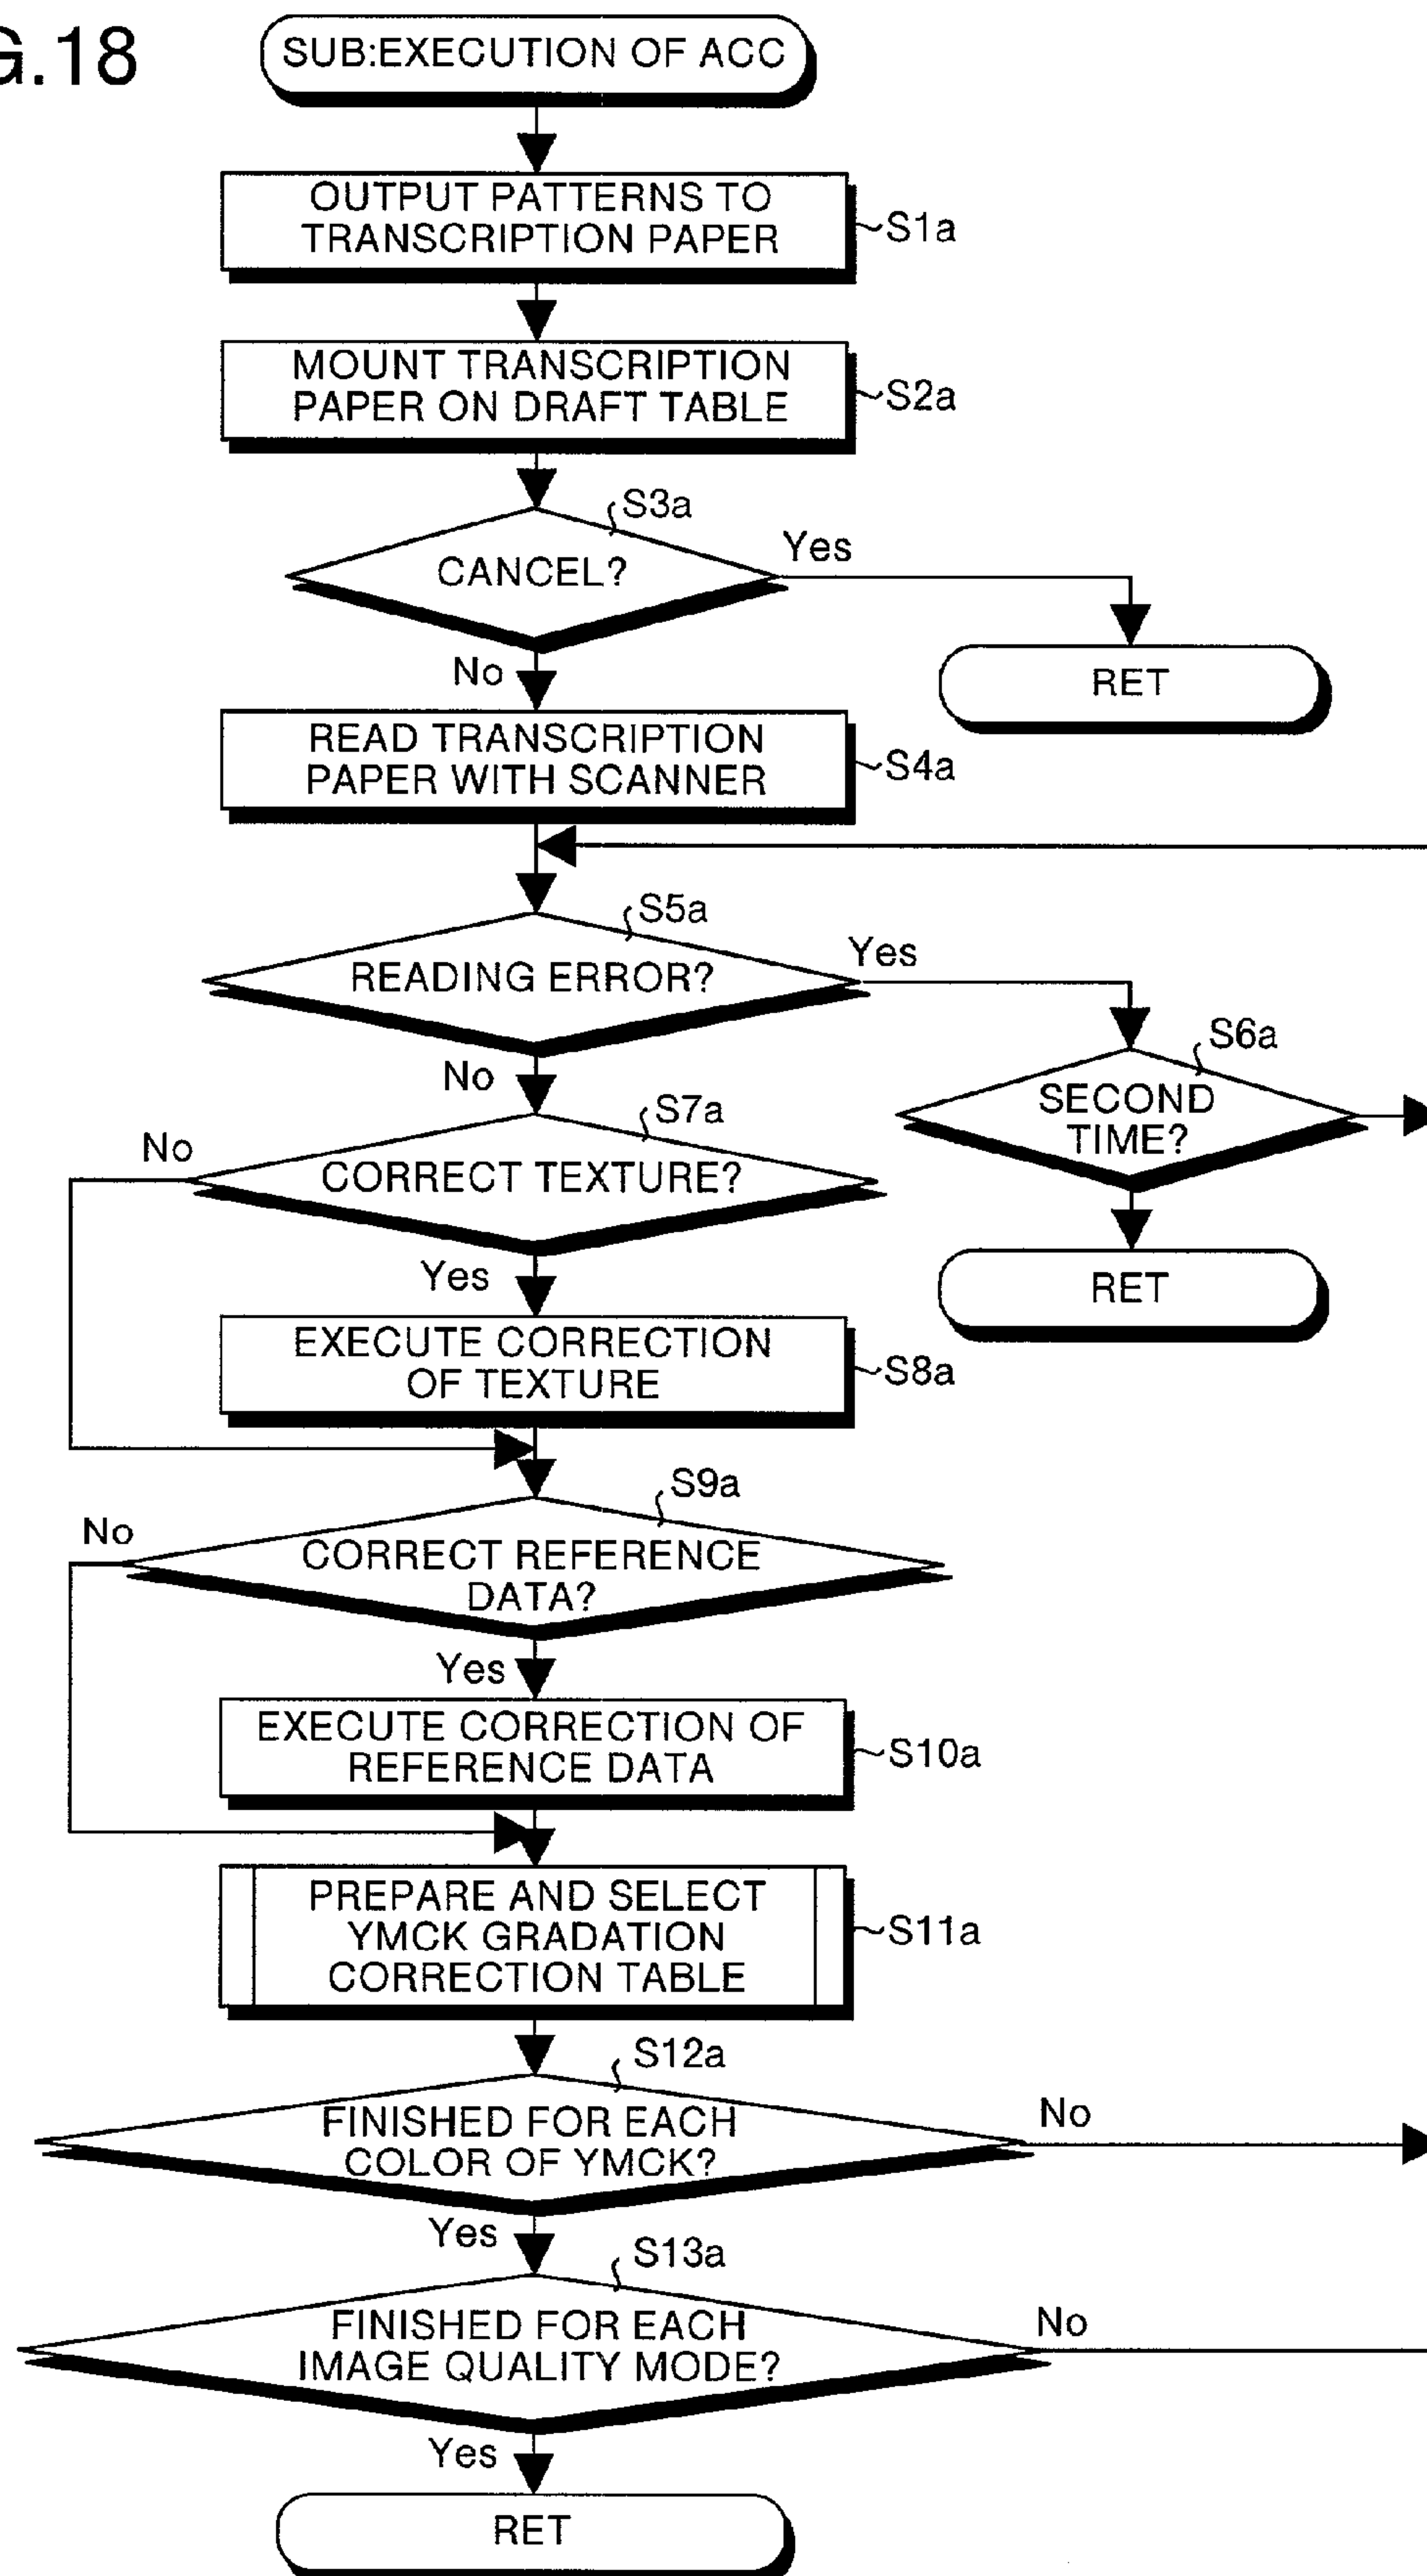 G.18
SUB:EXECUTION OF ACC
OUTPUT PATTERNS TO
TRANSCRIPTION PAPER
S1a
MOUNT TRANSCRIPTION
PAPER ON DRAFT TABLE
S2a
S3a
CANCEL?
Yes
No
RET
READ TRANSCRIPTION
PAPER WITH SCANNER
S4a
S5a
READING ERROR?
Yes
No
S6a
SECOND
TIME?
RET
S7a
No
CORRECT TEXTURE?
Yes
EXECUTE CORRECTION
OF TEXTURE
S8a
S9a
No
CORRECT REFERENCE
DATA?
Yes
EXECUTE CORRECTION OF
REFERENCE DATA
S10a
PREPARE AND SELECT
YMCK GRADATION
CORRECTION TABLE
S11a
S12a
FINISHED FOR EACH
COLOR OF YMCK?
No
Yes
S13a
FINISHED FOR EACH
IMAGE QUALITY MODE?
No
Yes
RET